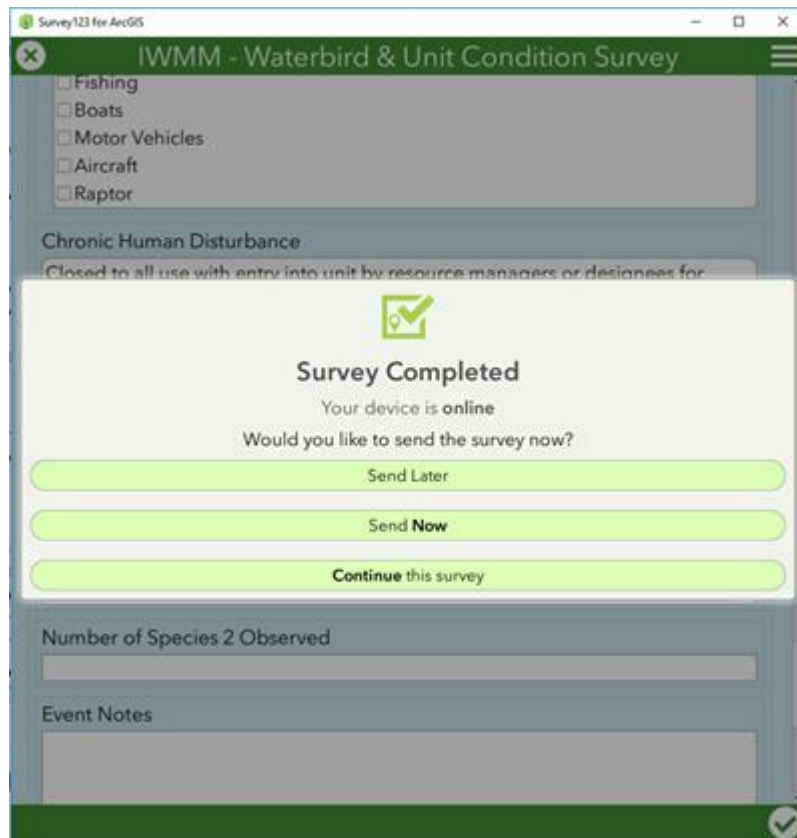 Survey123 for ArcGIS
IWMM - Waterbird & Unit Condition Survey
Fishing
Boats
Motor Vehicles
Aircraft
Raptor
Chronic Human Disturbance
Closed to all use with entry into unit by resource managers or designees for
Survey Completed
Your device is online
Would you like to send the survey now?
Send Later
Send Now
Continue this survey
Number of Species 2 Observed
Event Notes